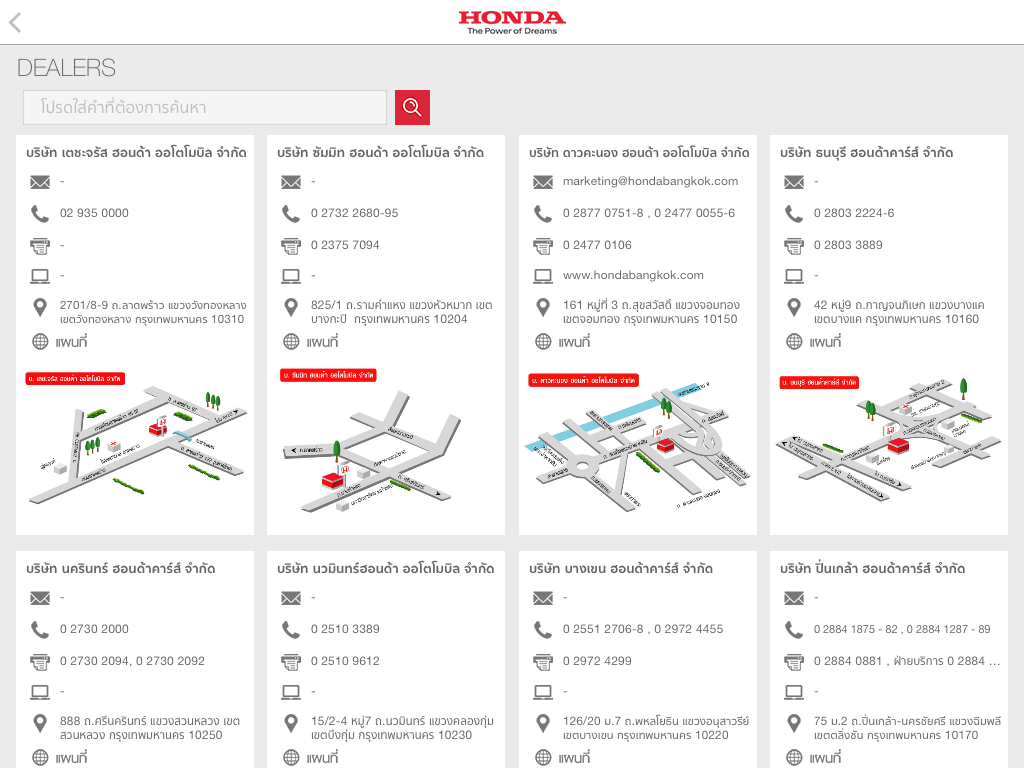 HONDA
The Power of Dreams
DEALERS
โปรดใส่คำที่ต้องการค้นหา
บริษัท เตชะจรัส ฮอนด้า ออโตโมบิล จำกัด
-
02 935 0000
-
-
2701/8-9 ถ.ลาดพร้าว แขวงวังทองหลาง
เขตวังทองหลาง กรุงเทพมหานคร 10310
แผนที่
บ. เตชะจรัส ฮอนด้า ออโตโมบิล จำกัด
บริษัท ซัมมิท ฮอนด้า ออโตโมบิล จำกัด
-
0 2732 2680-95
0 2375 7094
-
825/1 ถ.รามคำแหง แขวงหัวหมาก เขต
บางกะปิ กรุงเทพมหานคร 10204
แผนที่
บ. ซัมมิท ฮอนด้า ออโตโมบิล จำกัด
บริษัท ดาวคะนอง ฮอนด้า ออโตโมบิล จำกัด
marketing@hondabangkok.com
0 2877 0751-8 , 0 2477 0055-6
0 2477 0106
www.hondabangkok.com
161 หมู่ที่ 3 ถ.สุขสวัสดิ์ แขวงจอมทอง
เขตจอมทอง กรุงเทพมหานคร 10150
แผนที่
บ. ดาวคะนอง ฮอนด้า ออโตโมบิล จำกัด
บริษัท ธนบุรี ฮอนด้าคาร์ส์ จำกัด
-
0 2803 2224-6
0 2803 3889
-
42 หมู่9 ถ.กาญจนภิเษก แขวงบางแค
เขตบางแค กรุงเทพมหานคร 10160
แผนที่
บ. ธนบุรี ฮอนด้าคาร์ส์ จำกัด
บริษัท นครินทร์ ฮอนด้าคาร์ส์ จำกัด
-
0 2730 2000
0 2730 2094, 0 2730 2092
-
888 ถ.ศรีนครินทร์ แขวงสวนหลวง เขต
สวนหลวง กรุงเทพมหานคร 10250
แผนที่
บริษัท นวมินทร์ฮอนด้า ออโตโมบิล จำกัด
-
0 2510 3389
0 2510 9612
-
15/2-4 หมู่7 ถ.นวมินทร์ แขวงคลองกุ่ม
เขตบึงกุ่ม กรุงเทพมหานคร 10230
แผนที่
บริษัท บางเขน ฮอนด้าคาร์ส์ จำกัด
-
0 2551 2706-8 , 0 2972 4455
0 2972 4299
-
126/20 ม.7 ถ.พหลโยธิน แขวงอนุสาวรีย์
เขตบางเขน กรุงเทพมหานคร 10220
แผนที่
บริษัท ปิ่นเกล้า ฮอนด้าคาร์ส์ จำกัด
-
0 2884 1875 - 82 , 0 2884 1287 - 89
0 2884 0881 , ฝ่ายบริการ 0 2884 ...
-
75 ม.2 ถ.ปิ่นเกล้า-นครชัยศรี แขวงฉิมพลี
เขตตลิ่งชัน กรุงเทพมหานคร 10170
แผนที่